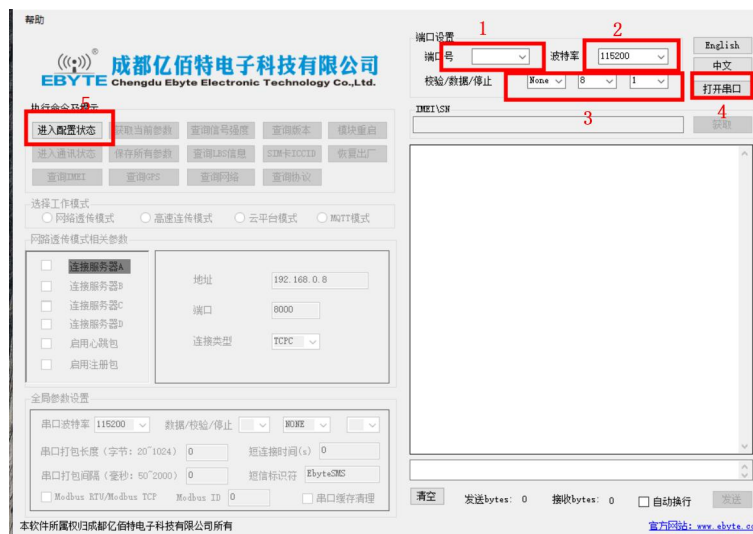 帮助
((•))®
EBYTE 成都亿佰特电子科技有限公司
Chengdu Ebyte Electronic Technology Co.,Ltd.
端口设置
1
2
端口号
波特率 115200
校验/数据/停止 None 8 1
3
English
中文
打开串口
4
IMEI\SN
获取
执行命令及提示
5
进入配置状态 获取当前参数 查询信号强度 查询版本 模块重启
进入通讯状态 保存所有参数 查询LBS信息 SIM卡ICCID 恢复出厂
查询IMEI 查询GPS 查询网络 查询协议
选择工作模式
网络透传模式 高速连传模式 云平台模式 MQTT模式
网路透传模式相关参数
连接服务器A
连接服务器B
连接服务器C
连接服务器D
启用心跳包
启用注册包
地址 192.168.0.8
端口 8000
连接类型 TCPC
全局参数设置
串口波特率 115200 数据/校验/停止 NONE
串口打包长度（字节：20~1024） 0 短连接时间(s) 0
串口打包间隔（毫秒：50~2000） 0 短信标识符 EbyteSMS
Modbus RTU/Modbus TCP Modbus ID 0 串口缓存清理
清空 发送bytes: 0 接收bytes: 0 自动换行 发送
本软件所属权归成都亿佰特电子科技有限公司所有
官方网站: www.ebyte.co